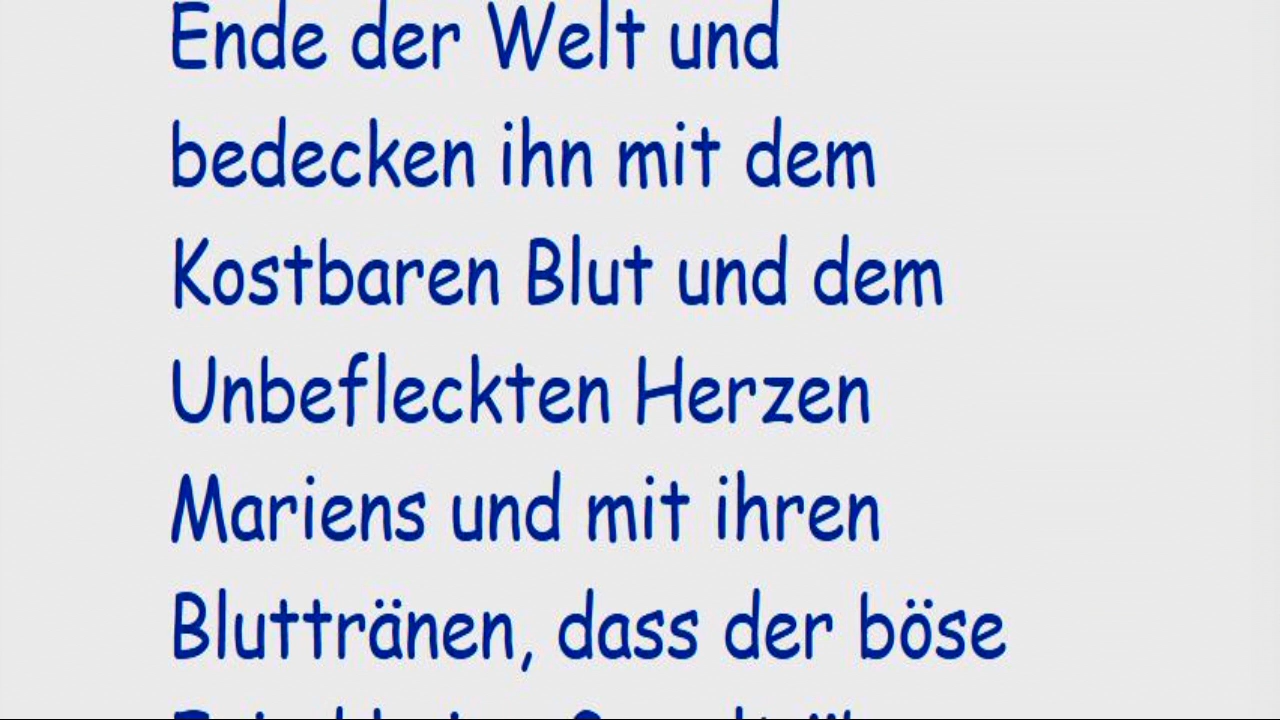 Ende der Welt und
bedecken ihn mit dem
Kostbaren Blut und dem
Unbefleckten Herzen
Mariens und mit ihren
Bluttränen, dass der böse